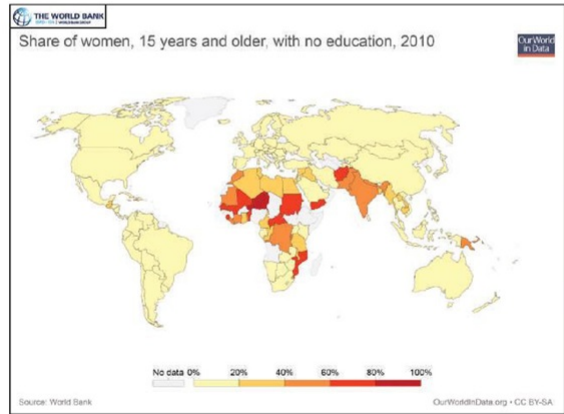 THE WORLD BANK
Share of women, 15 years and older, with no education, 2010
Our World
in Data
No data 0% 20% 40% 60% 80% 100%
Source: World Bank
OurWorldInData.org • CC BY-SA